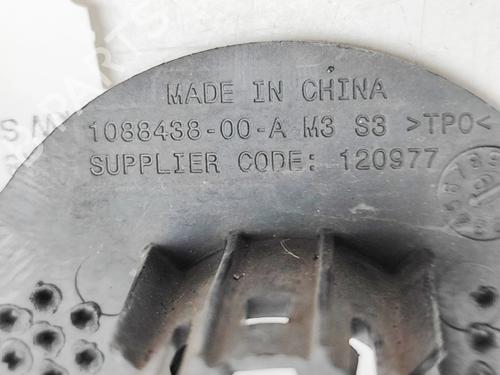 MADE IN CHINA
1088438-00-A M3 S3 >TPO<
SUPPLIER CODE: 120977